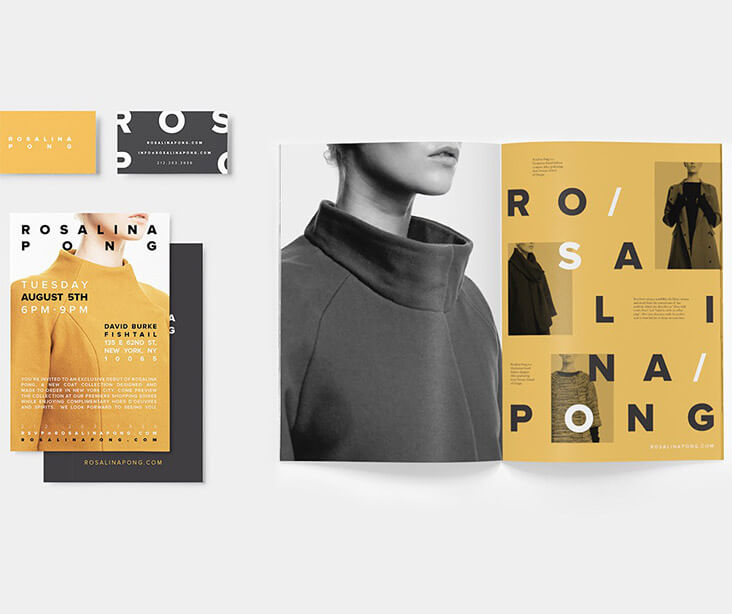 ROSALINA
PONG
ROS
ROSALINAPONG.COM
INFO@ROSALINAPONG.COM
212.203.3926
PO
ROSALINA
PONG
TUESDAY
AUGUST 5TH
6PM-9PM
DAVID BURKE
FISHTAIL
135 E 62ND ST,
NEW YORK, NY
10065
YOU'RE INVITED TO AN EXCLUSIVE DEBUT OF ROSALINA
PONG, A NEW COAT COLLECTION DESIGNED AND
MADE-TO-ORDER IN NEW YORK CITY. COME PREVIEW
THE COLLECTION AT OUR PREMIERE SHOPPING SOIREE
WHILE ENJOYING COMPLIMENTARY HORS D'OEUVRES
AND SPIRITS. WE LOOK FORWARD TO SEEING YOU.
RSVP@ROSALINAPONG.COM
ROSALINAPONG.COM
ROSALINAPONG.COM
RO/
SA
LI
NA/
PONG
ROSALINAPONG.COM